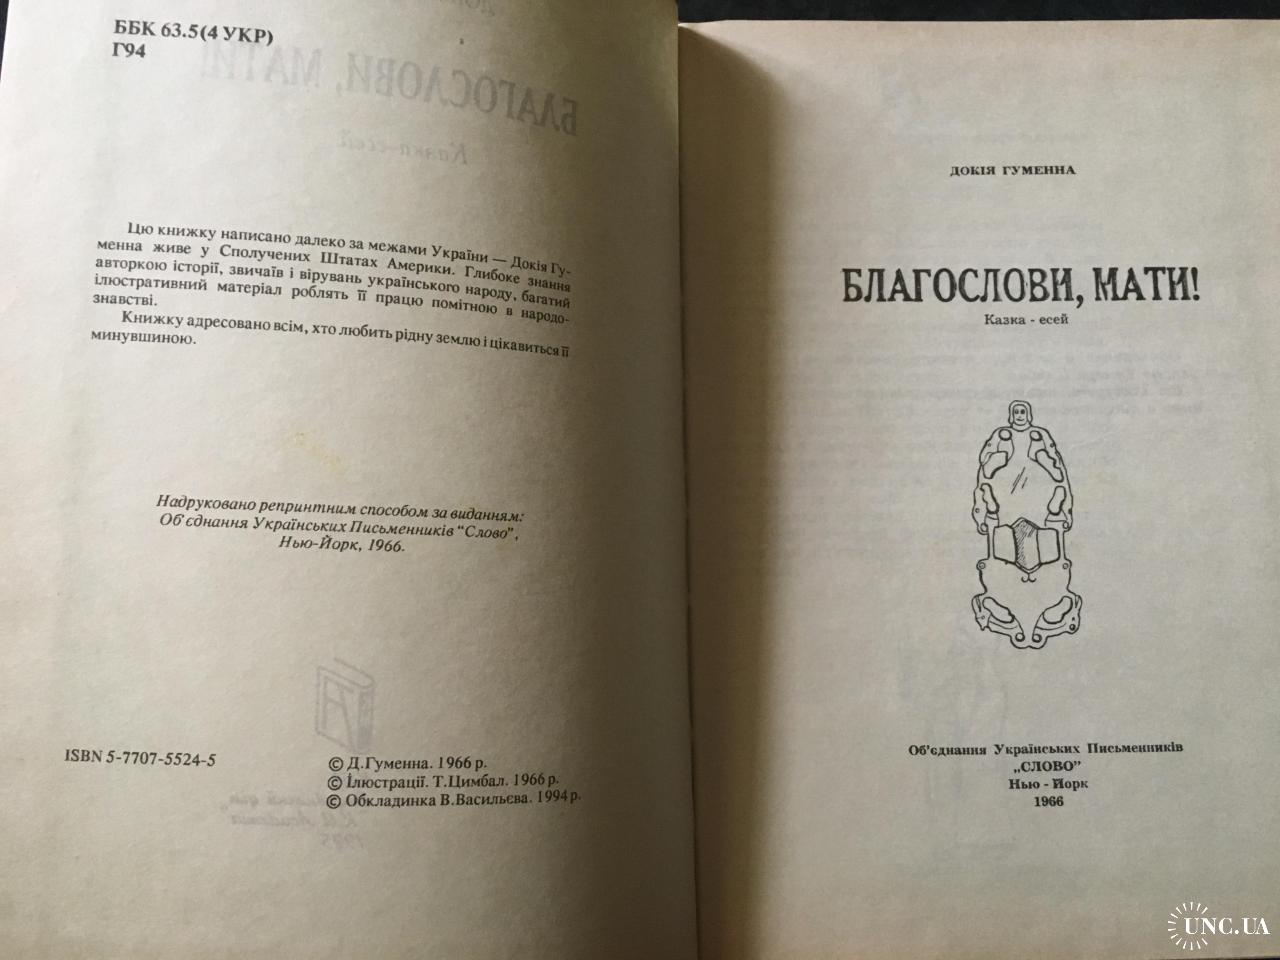 ББК 63.5(4 УКР)
Г94
Цю книжку написано далеко за межами України — Докія Гу-
менна живе у Сполучених Штатах Америки. Глибоке знання
авторкою історії, звичаїв і вірувань українського народу, багатий
ілюстративний матеріал роблять її працю помітною в народо-
знавстві.
Книжку адресовано всім, хто любить рідну землю і цікавиться її
минувшиною.
Надруковано репринтним способом за виданням:
Об'єднання Українських Письменників "Слово",
Нью-Йорк, 1966.
ISBN 5-7707-5524-5
© Д.Гуменна. 1966 р.
© Ілюстрації. Т.Цимбал. 1966 р.
© Обкладинка В.Васильєва. 1994 р.
ДОКІЯ ГУМЕННА
БЛАГОСЛОВИ, МАТИ!
Казка - есей
Об'єднання Українських Письменників
„СЛОВО"
Нью - Йорк
1966
UNC.UA